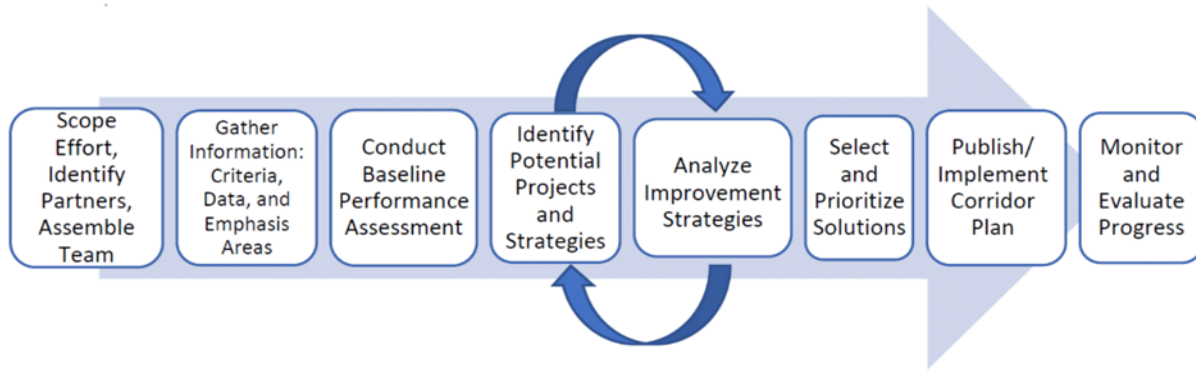 Scope
Effort,
Identify
Partners,
Assemble
Team
Gather
Information:
Criteria,
Data, and
Emphasis
Areas
Conduct
Baseline
Performance
Assessment
Identify
Potential
Projects
and
Strategies
Analyze
Improvement
Strategies
Select
and
Prioritize
Solutions
Publish/
Implement
Corridor
Plan
Monitor
and
Evaluate
Progress